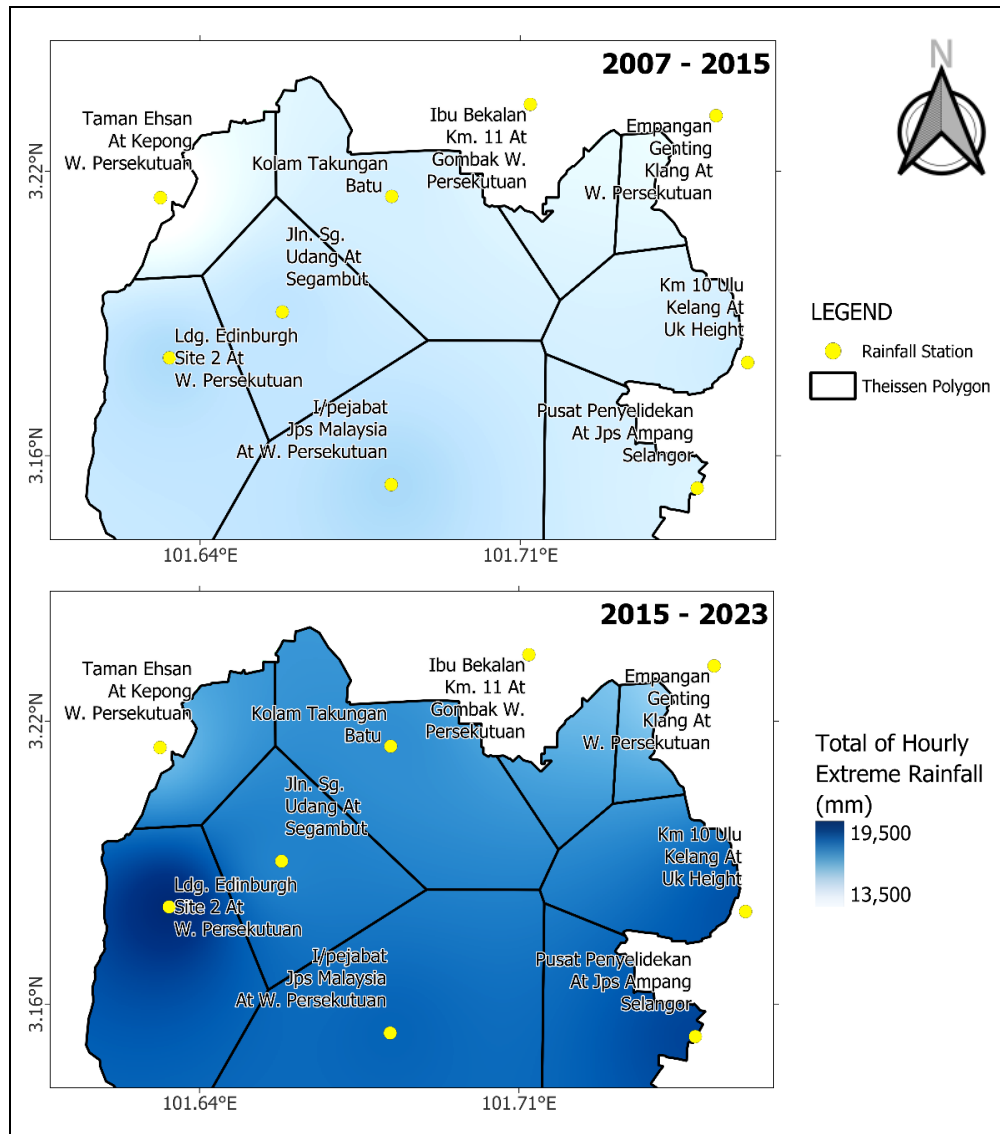 2007 - 2015
N
Taman Ehsan
At Kepong
W. Persekutuan
Ibu Bekalan
Km. 11 At
Gombak W.
Persekutuan
Empangan
Genting
Klang At
W. Persekutuan
Kolam Takungan
Batu
Jln. Sg.
Udang At
Segambut
Km 10 Ulu
Kelang At
Uk Height
Ldg. Edinburgh
Site 2 At
W. Persekutuan
I/pejabat
Jps Malaysia
At W. Persekutuan
Pusat Penyelidekan
At Jps Ampang
Selangor
3.22°N
3.16°N
101.64°E
101.71°E
LEGEND
Rainfall Station
Theissen Polygon
2015 - 2023
Taman Ehsan
At Kepong
W. Persekutuan
Ibu Bekalan
Km. 11 At
Gombak W.
Persekutuan
Empangan
Genting
Klang At
W. Persekutuan
Kolam Takungan
Batu
Jln. Sg.
Udang At
Segambut
Km 10 Ulu
Kelang At
Uk Height
Ldg. Edinburgh
Site 2 At
W. Persekutuan
I/pejabat
Jps Malaysia
At W. Persekutuan
Pusat Penyelidekan
At Jps Ampang
Selangor
3.22°N
3.16°N
101.64°E
101.71°E
Total of Hourly
Extreme Rainfall
(mm)
19,500
13,500